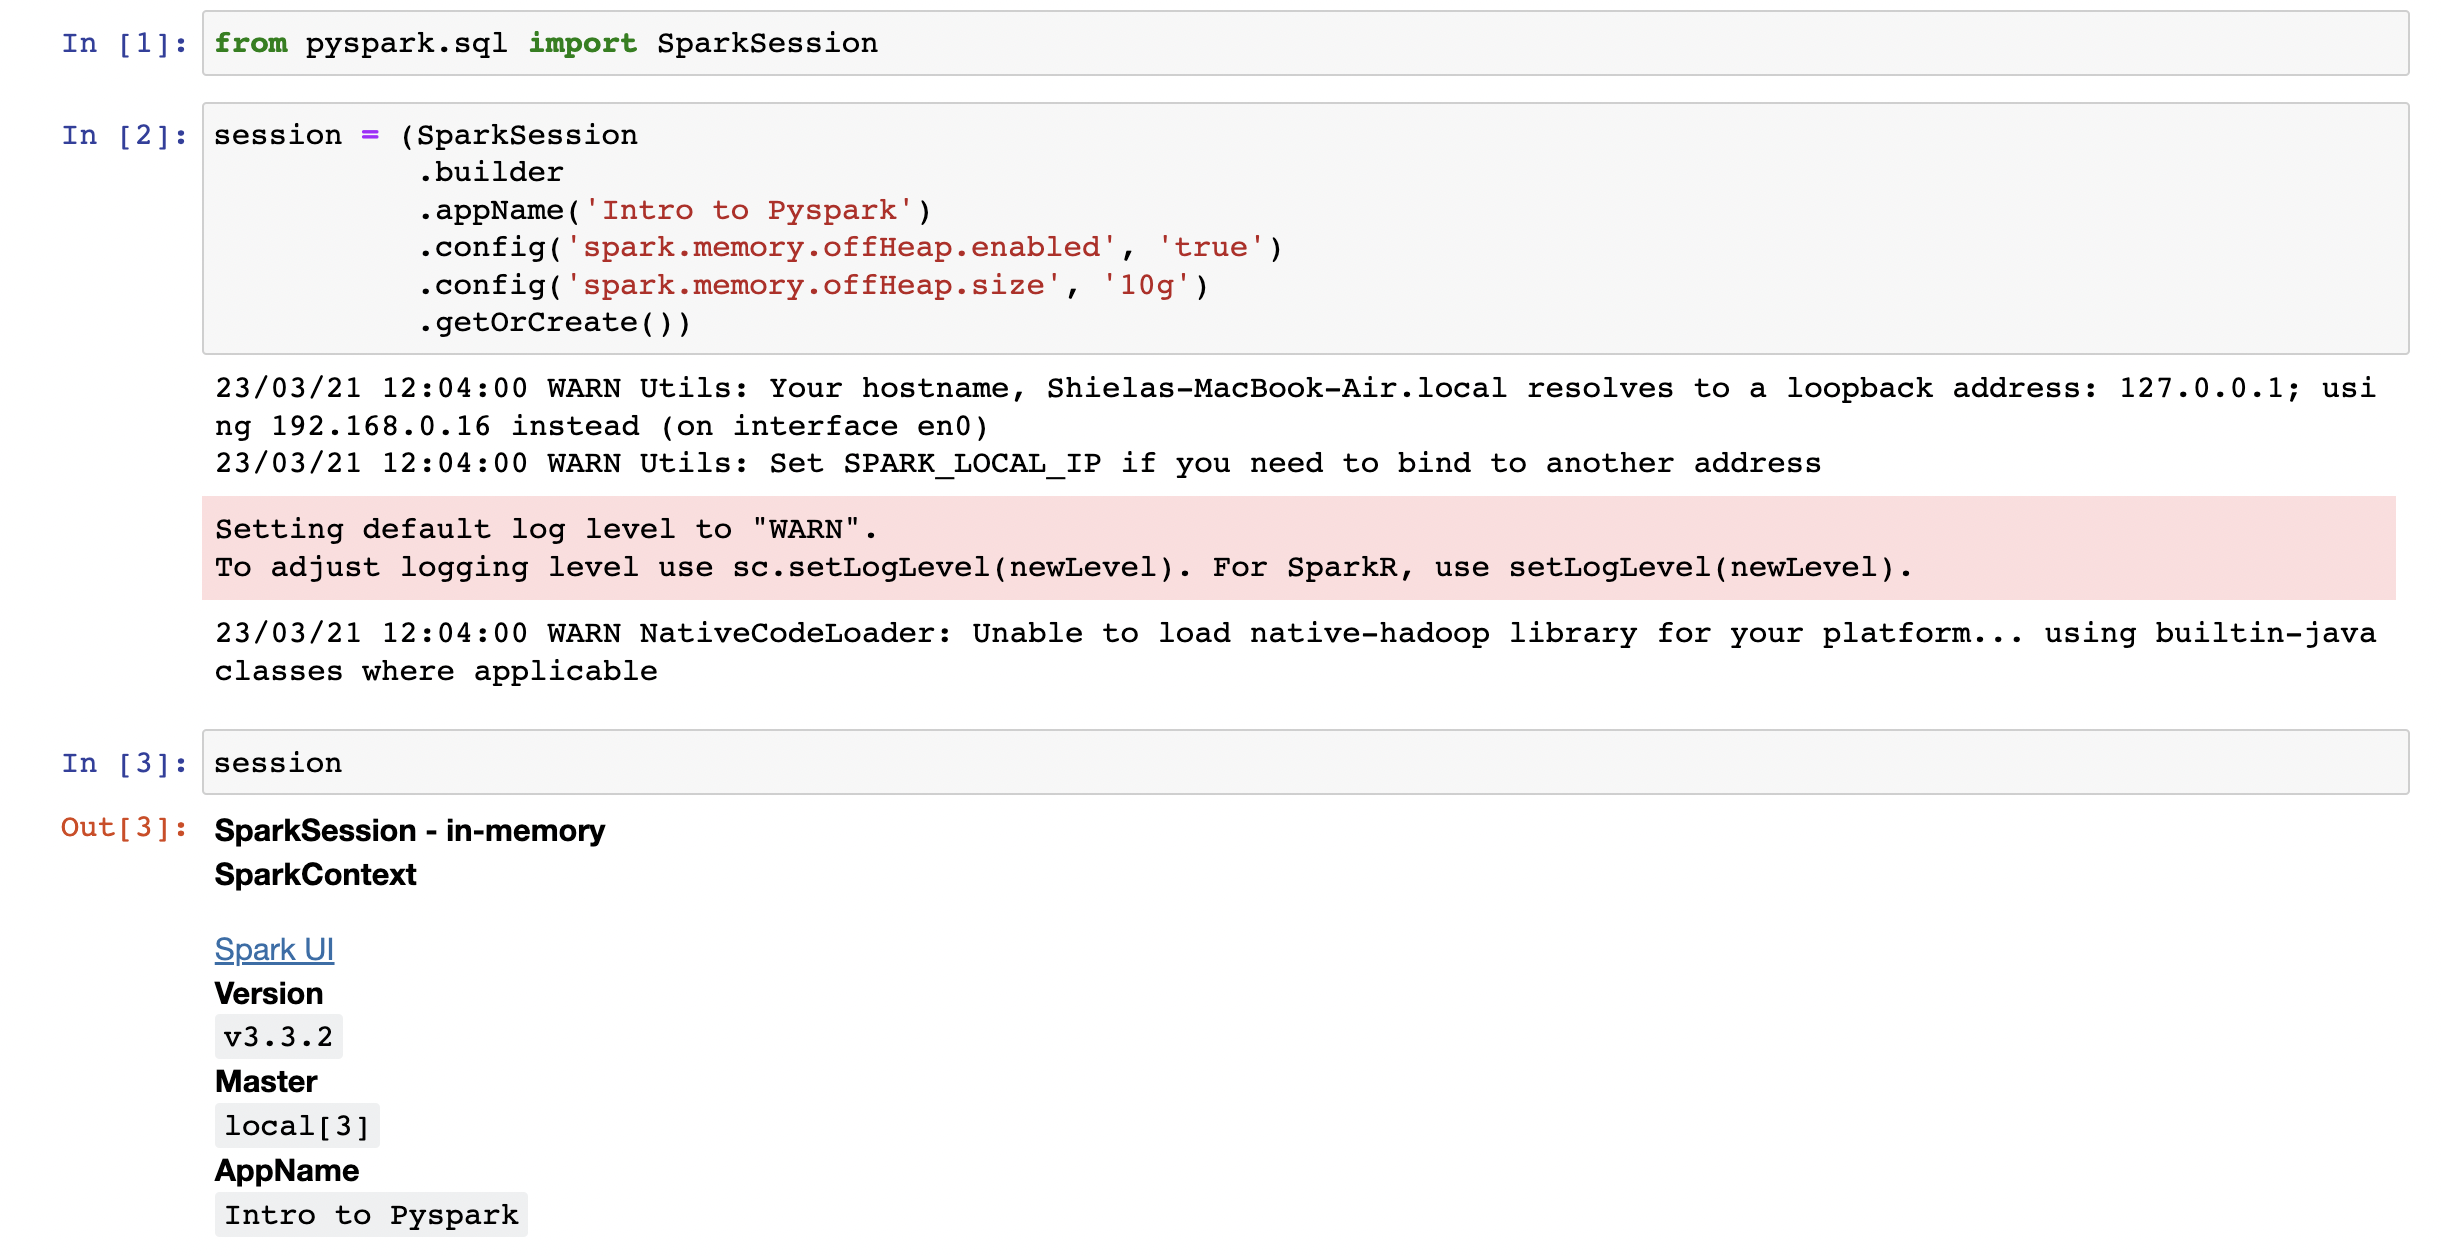 In [1]: from pyspark.sql import SparkSession
In [2]: session = (SparkSession
.builder
.appName('Intro to Pyspark')
.config('spark.memory.offHeap.enabled', 'true')
.config('spark.memory.offHeap.size', '10g')
.getOrCreate())
23/03/21 12:04:00 WARN Utils: Your hostname, Shielas-MacBook-Air.local resolves to a loopback address: 127.0.0.1; usi
ng 192.168.0.16 instead (on interface en0)
23/03/21 12:04:00 WARN Utils: Set SPARK_LOCAL_IP if you need to bind to another address
Setting default log level to "WARN".
To adjust logging level use sc.setLogLevel(newLevel). For SparkR, use setLogLevel(newLevel).
23/03/21 12:04:00 WARN NativeCodeLoader: Unable to load native-hadoop library for your platform... using builtin-java
classes where applicable
In [3]: session
Out[3]: SparkSession - in-memory
SparkContext
Spark UI
Version
v3.3.2
Master
local[3]
AppName
Intro to Pyspark